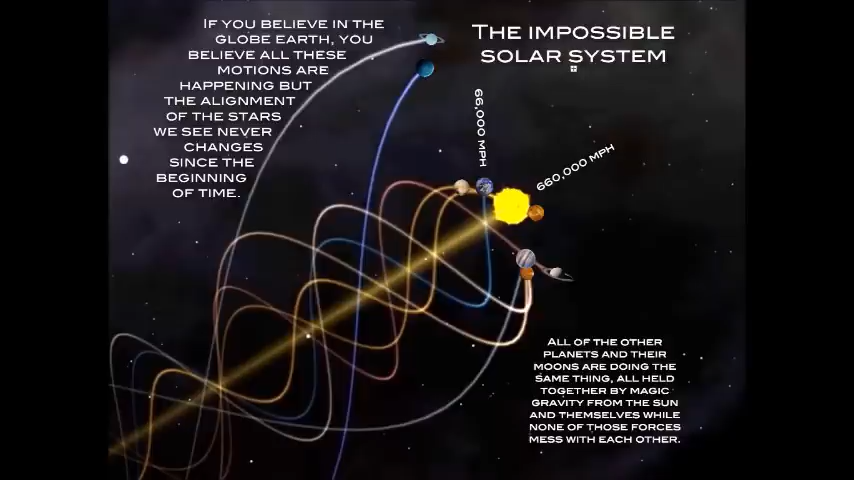 If you believe in the
globe Earth, you
believe all these
motions are
happening but
the alignment
of the stars
we see never
changes
since the
beginning
of time.
The impossible
solar system
66,000 MPH
660,000 MPH
All of the other
planets and their
moons are doing the
same thing, all held
together by magic
gravity from the sun
and themselves while
none of those forces
mess with each other.